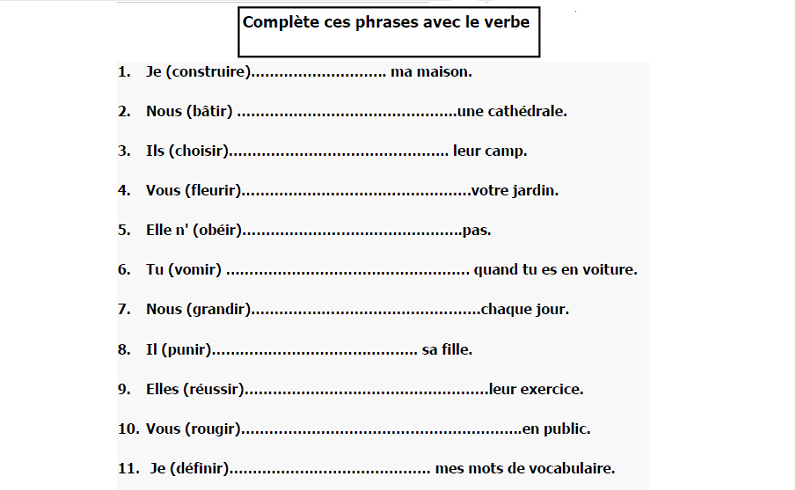 Complète ces phrases avec le verbe
1. Je (construire)............................. ma maison.
2. Nous (bâtir) ...............................................une cathédrale.
3. Ils (choisir)............................................... leur camp.
4. Vous (fleurir).................................................votre jardin.
5. Elle n' (obéir)...............................................pas.
6. Tu (vomir) .................................................... quand tu es en voiture.
7. Nous (grandir).................................................chaque jour.
8. Il (punir)............................................ sa fille.
9. Elles (réussir)....................................................leur exercice.
10. Vous (rougir)............................................................en public.
11. Je (définir)........................................... mes mots de vocabulaire.